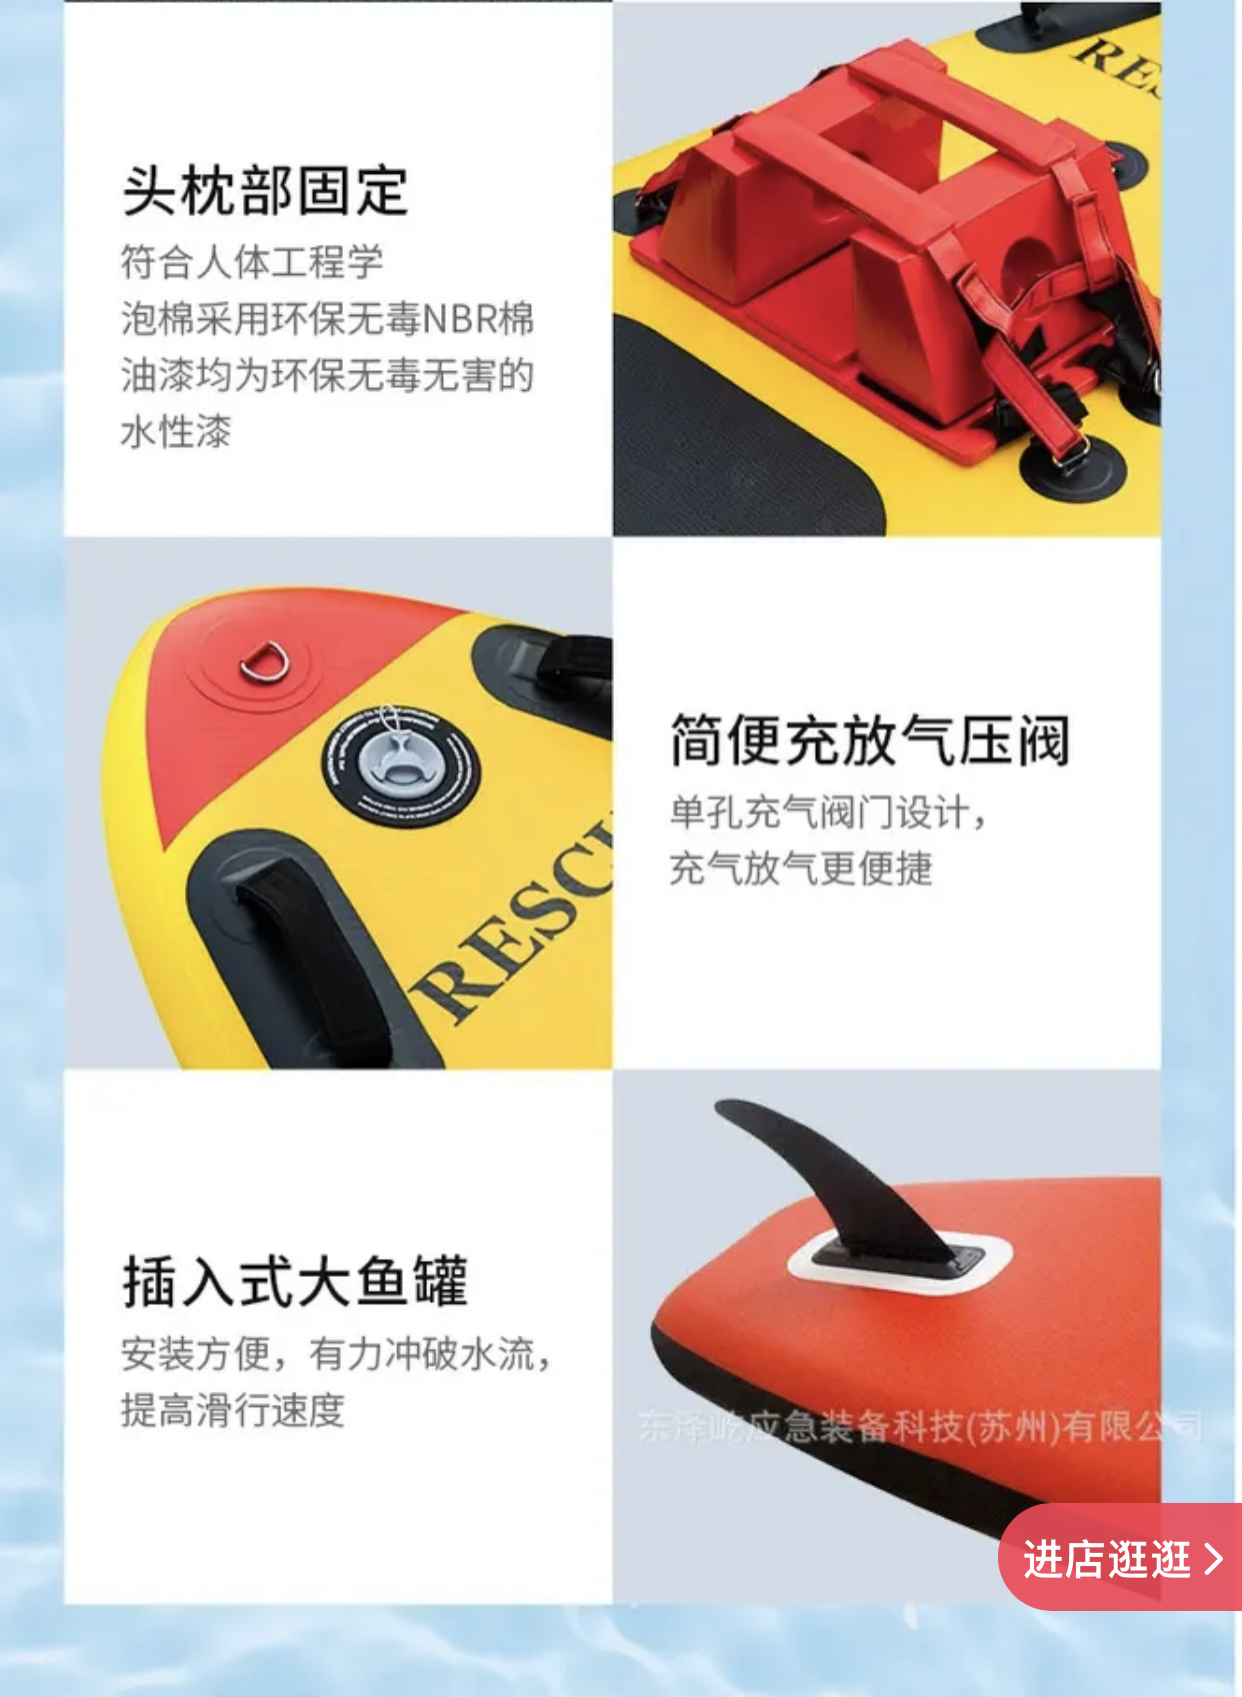 RES
头枕部固定
符合人体工程学
泡棉采用环保无毒NBR棉
油漆均为环保无毒无害的
水性漆
RESCU
简便充放气压阀
单孔充气阀门设计，
充气放气更便捷
插入式大鱼罐
安装方便，有力冲破水流，
提高滑行速度
东泽屹应急装备科技(苏州)有限公司
进店逛逛 >